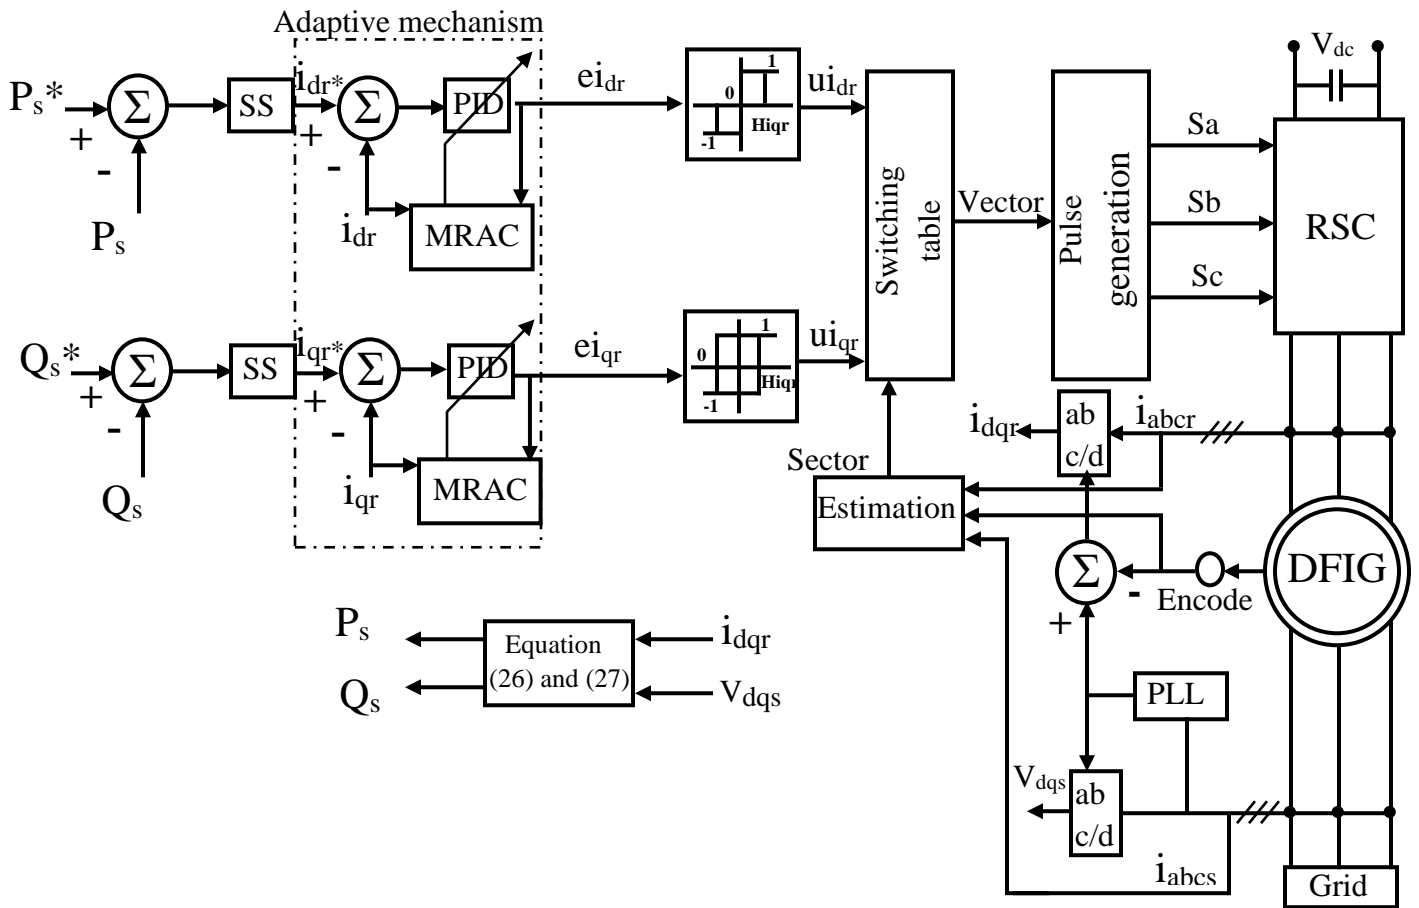 Adaptive mechanism
Ps*
+
-
Ps
Σ
SS
idr*
+
-
Σ
idr
PID
MRAC
eidr
0
1
-1
Hiqr
uidr
Qs*
+
-
Qs
Σ
SS
iqr*
+
-
Σ
iqr
PID
MRAC
eiqr
0
1
-1
Hiqr
uiqr
Switching
table
Vector
Pulse
generation
Sa
Sb
Sc
Vdc
RSC
idqr
ab
c/d
iabcr
Sector
Estimation
Σ
-
+
Encode
DFIG
PLL
Vdqs
ab
c/d
iabcs
Grid
Ps
Qs
Equation
(26) and (27)
idqr
Vdqs